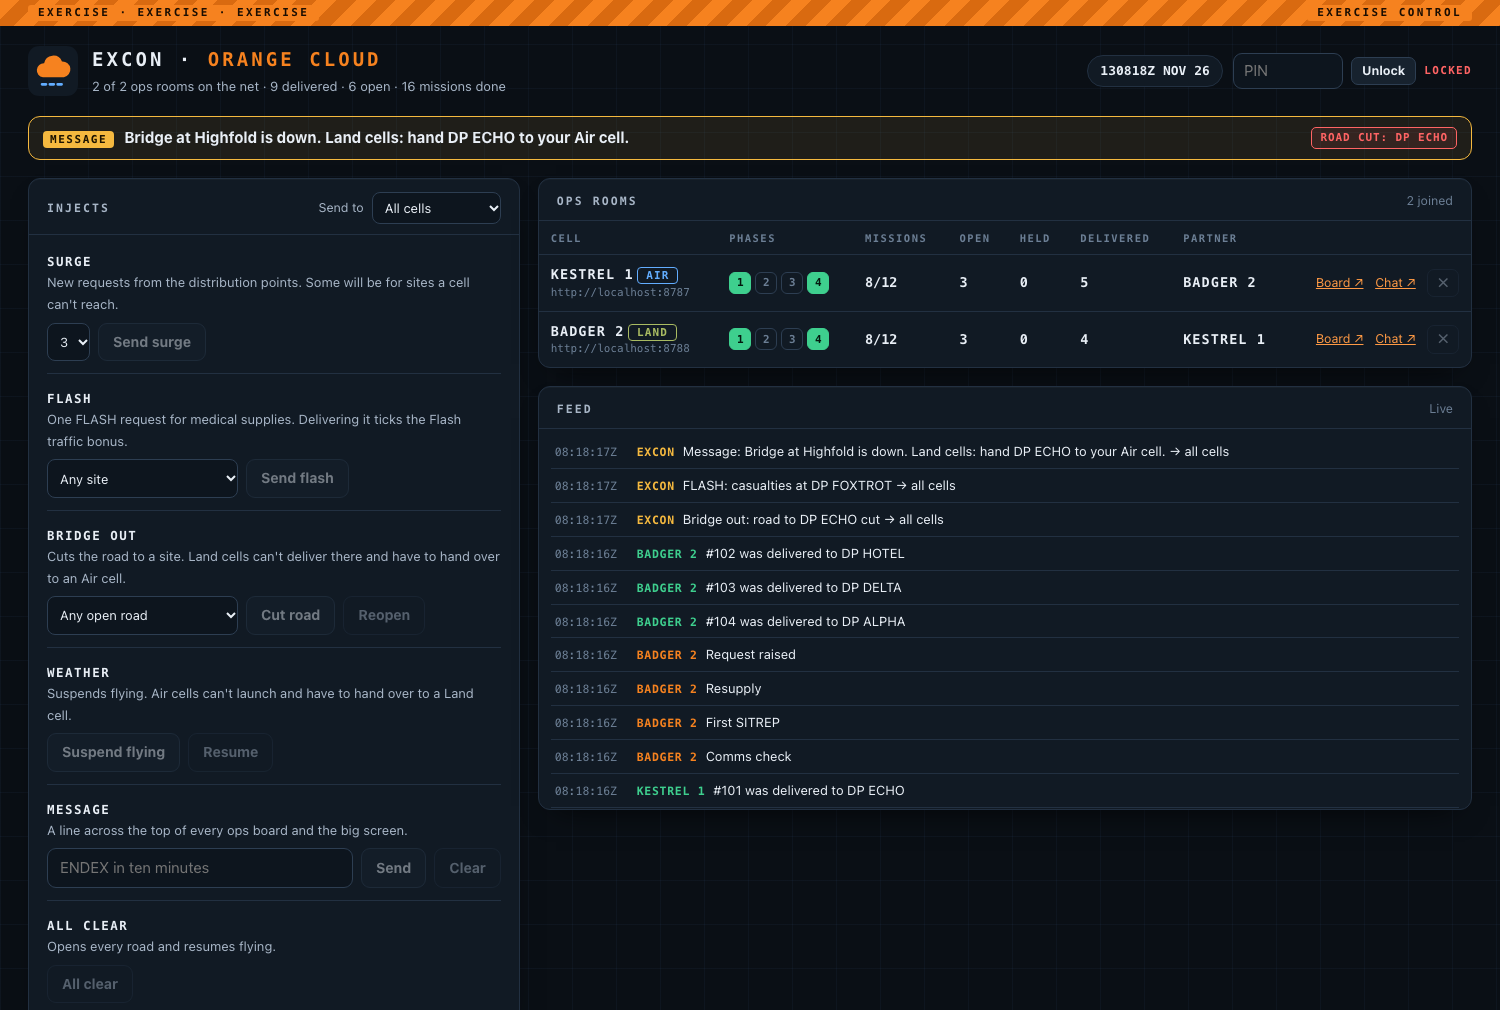 EXERCISE · EXERCISE · EXERCISE
EXERCISE CONTROL
EXCON · ORANGE CLOUD
2 of 2 ops rooms on the net · 9 delivered · 6 open · 16 missions done
130818Z NOV 26
PIN
Unlock
LOCKED
MESSAGE Bridge at Highfold is down. Land cells: hand DP ECHO to your Air cell.
ROAD CUT: DP ECHO
INJECTS
Send to All cells
SURGE
New requests from the distribution points. Some will be for sites a cell
can't reach.
3 Send surge
FLASH
One FLASH request for medical supplies. Delivering it ticks the Flash
traffic bonus.
Any site Send flash
BRIDGE OUT
Cuts the road to a site. Land cells can't deliver there and have to hand over
to an Air cell.
Any open road Cut road Reopen
WEATHER
Suspends flying. Air cells can't launch and have to hand over to a Land
cell.
Suspend flying Resume
MESSAGE
A line across the top of every ops board and the big screen.
ENDEX in ten minutes Send Clear
ALL CLEAR
Opens every road and resumes flying.
All clear
OPS ROOMS
2 joined
CELL PHASES MISSIONS OPEN HELD DELIVERED PARTNER
KESTREL 1 AIR 1 2 3 4 8/12 3 0 5 BADGER 2 Board ↗ Chat ↗ ✕
http://localhost:8787
BADGER 2 LAND 1 2 3 4 8/12 3 0 4 KESTREL 1 Board ↗ Chat ↗ ✕
http://localhost:8788
FEED
Live
08:18:17Z EXCON Message: Bridge at Highfold is down. Land cells: hand DP ECHO to your Air cell. → all cells
08:18:17Z EXCON FLASH: casualties at DP FOXTROT → all cells
08:18:17Z EXCON Bridge out: road to DP ECHO cut → all cells
08:18:16Z BADGER 2 #102 was delivered to DP HOTEL
08:18:16Z BADGER 2 #103 was delivered to DP DELTA
08:18:16Z BADGER 2 #104 was delivered to DP ALPHA
08:18:16Z BADGER 2 Request raised
08:18:16Z BADGER 2 Resupply
08:18:16Z BADGER 2 First SITREP
08:18:16Z BADGER 2 Comms check
08:18:16Z KESTREL 1 #101 was delivered to DP ECHO